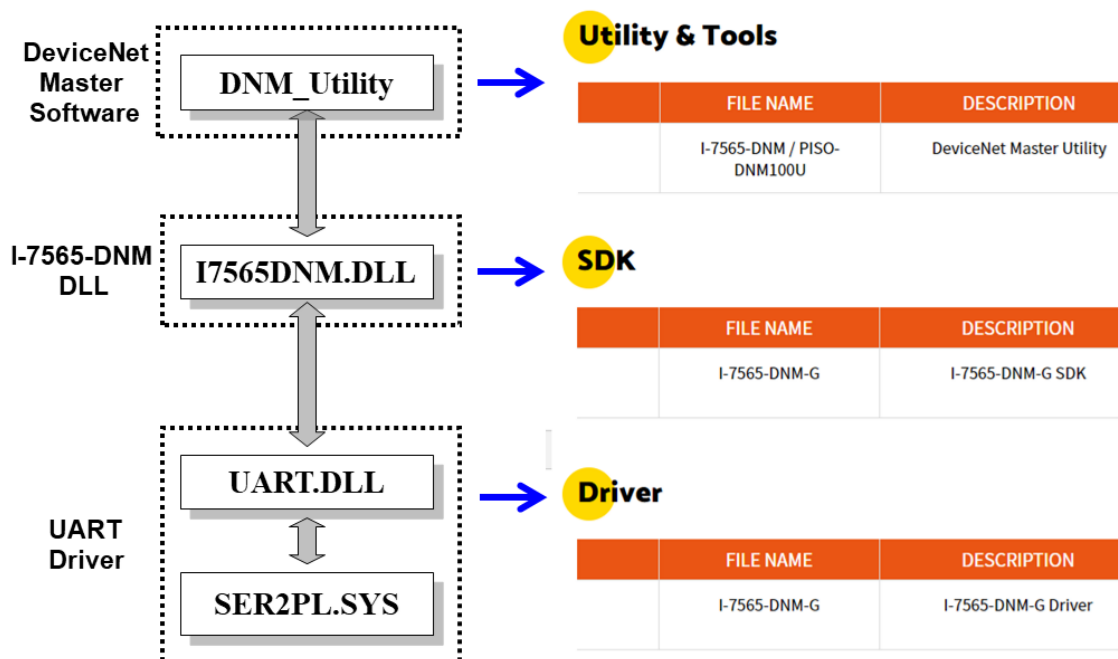 DeviceNet
Master
Software
DNM_Utility
Utility & Tools
FILE NAME DESCRIPTION
I-7565-DNM / PISO- DeviceNet Master Utility
DNM100U
I-7565-DNM
DLL
I7565DNM.DLL
SDK
FILE NAME DESCRIPTION
I-7565-DNM-G I-7565-DNM-G SDK
UART
Driver
UART.DLL
SER2PL.SYS
Driver
FILE NAME DESCRIPTION
I-7565-DNM-G I-7565-DNM-G Driver